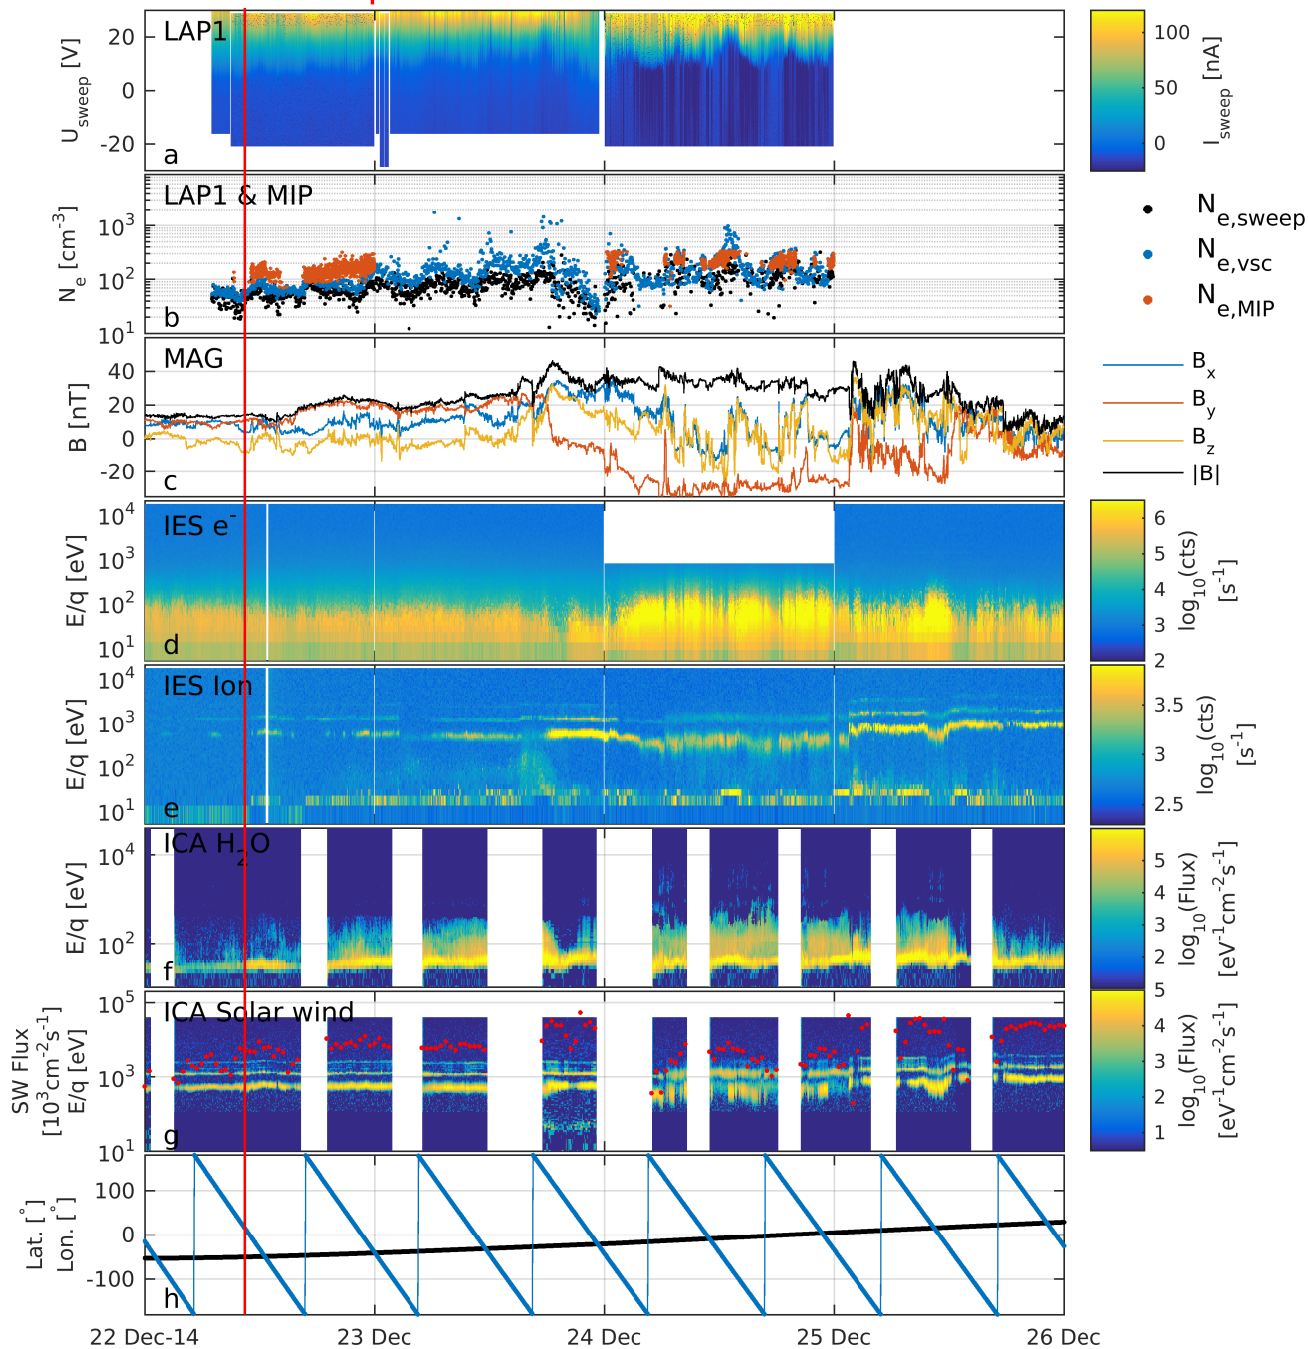 LAP1
20
0
-20
U_sweep [V]
a
100
50
0
I_sweep [nA]
LAP1 & MIP
10^3
10^2
10^1
N_e [cm^-3]
b
N_e,sweep
N_e,vsc
N_e,MIP
MAG
40
20
0
-20
B [nT]
c
B_x
B_y
B_z
|B|
IES e^-
10^4
10^3
10^2
10^1
E/q [eV]
d
6
5
4
3
2
log_10(cts)
[s^-1]
IES Ion
10^4
10^3
10^2
10^1
E/q [eV]
e
3.5
3
2.5
log_10(cts)
[s^-1]
ICA H_2O
10^4
10^2
E/q [eV]
f
5
4
3
2
log_10(Flux)
[eV^-1cm^-2s^-1]
ICA Solar wind
10^5
10^3
10^1
SW Flux
[10^3cm^-2s^-1]
E/q [eV]
g
5
4
3
2
1
log_10(Flux)
[eV^-1cm^-2s^-1]
100
0
-100
Lat. [°]
Lon. [°]
h
22 Dec-14
23 Dec
24 Dec
25 Dec
26 Dec